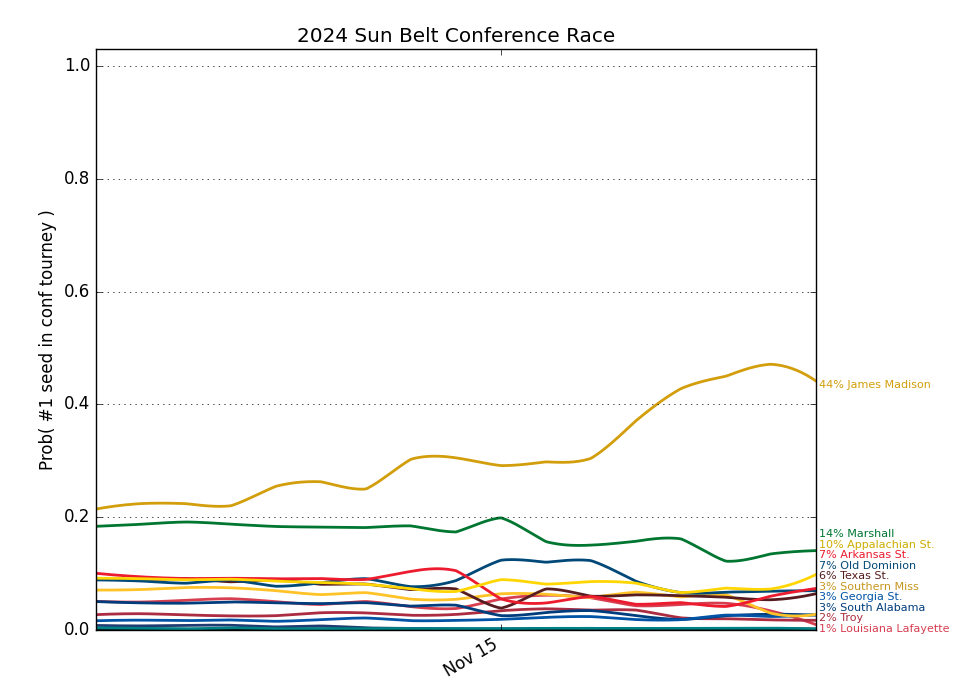 2024 Sun Belt Conference Race
Prob( #1 seed in conf tourney )
1.0
0.8
0.6
0.4
0.2
0.0
Nov 15
44% James Madison
14% Marshall
10% Appalachian St.
7% Arkansas St.
7% Old Dominion
6% Texas St.
3% Southern Miss
3% Georgia St.
3% South Alabama
2% Troy
1% Louisiana Lafayette